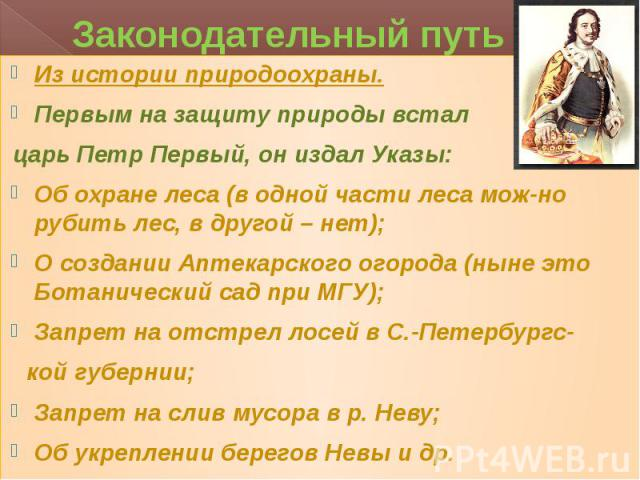 Законодательный путь
Из истории природоохраны.
Первым на защиту природы встал
царь Петр Первый, он издал Указы:
Об охране леса (в одной части леса мож-но
рубить лес, в другой – нет);
О создании Аптекарского огорода (ныне это
Ботанический сад при МГУ);
Запрет на отстрел лосей в С.-Петербургс-
кой губернии;
Запрет на слив мусора в р. Неву;
Об укреплении берегов Невы и др.
PPt4WEB.ru